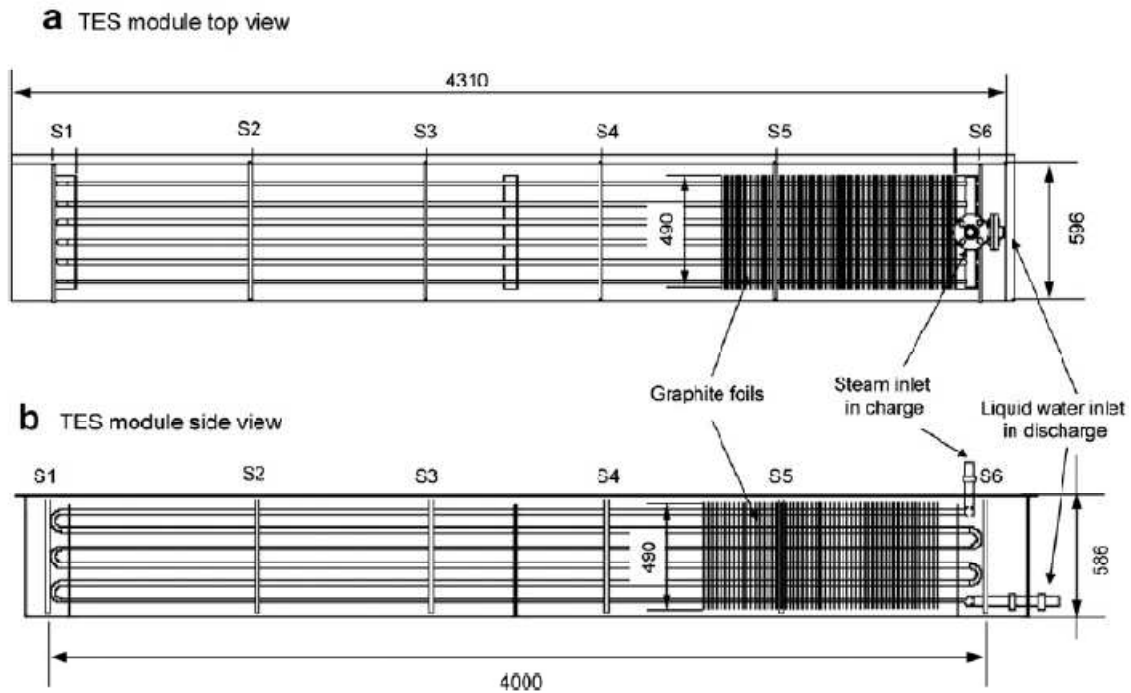 a TES module top view
4310
S1 S2 S3 S4 S5 S6
490
596
Graphite foils
Steam inlet
in charge
Liquid water inlet
in discharge
b TES module side view
S1 S2 S3 S4 S5 S6
490
586
4000